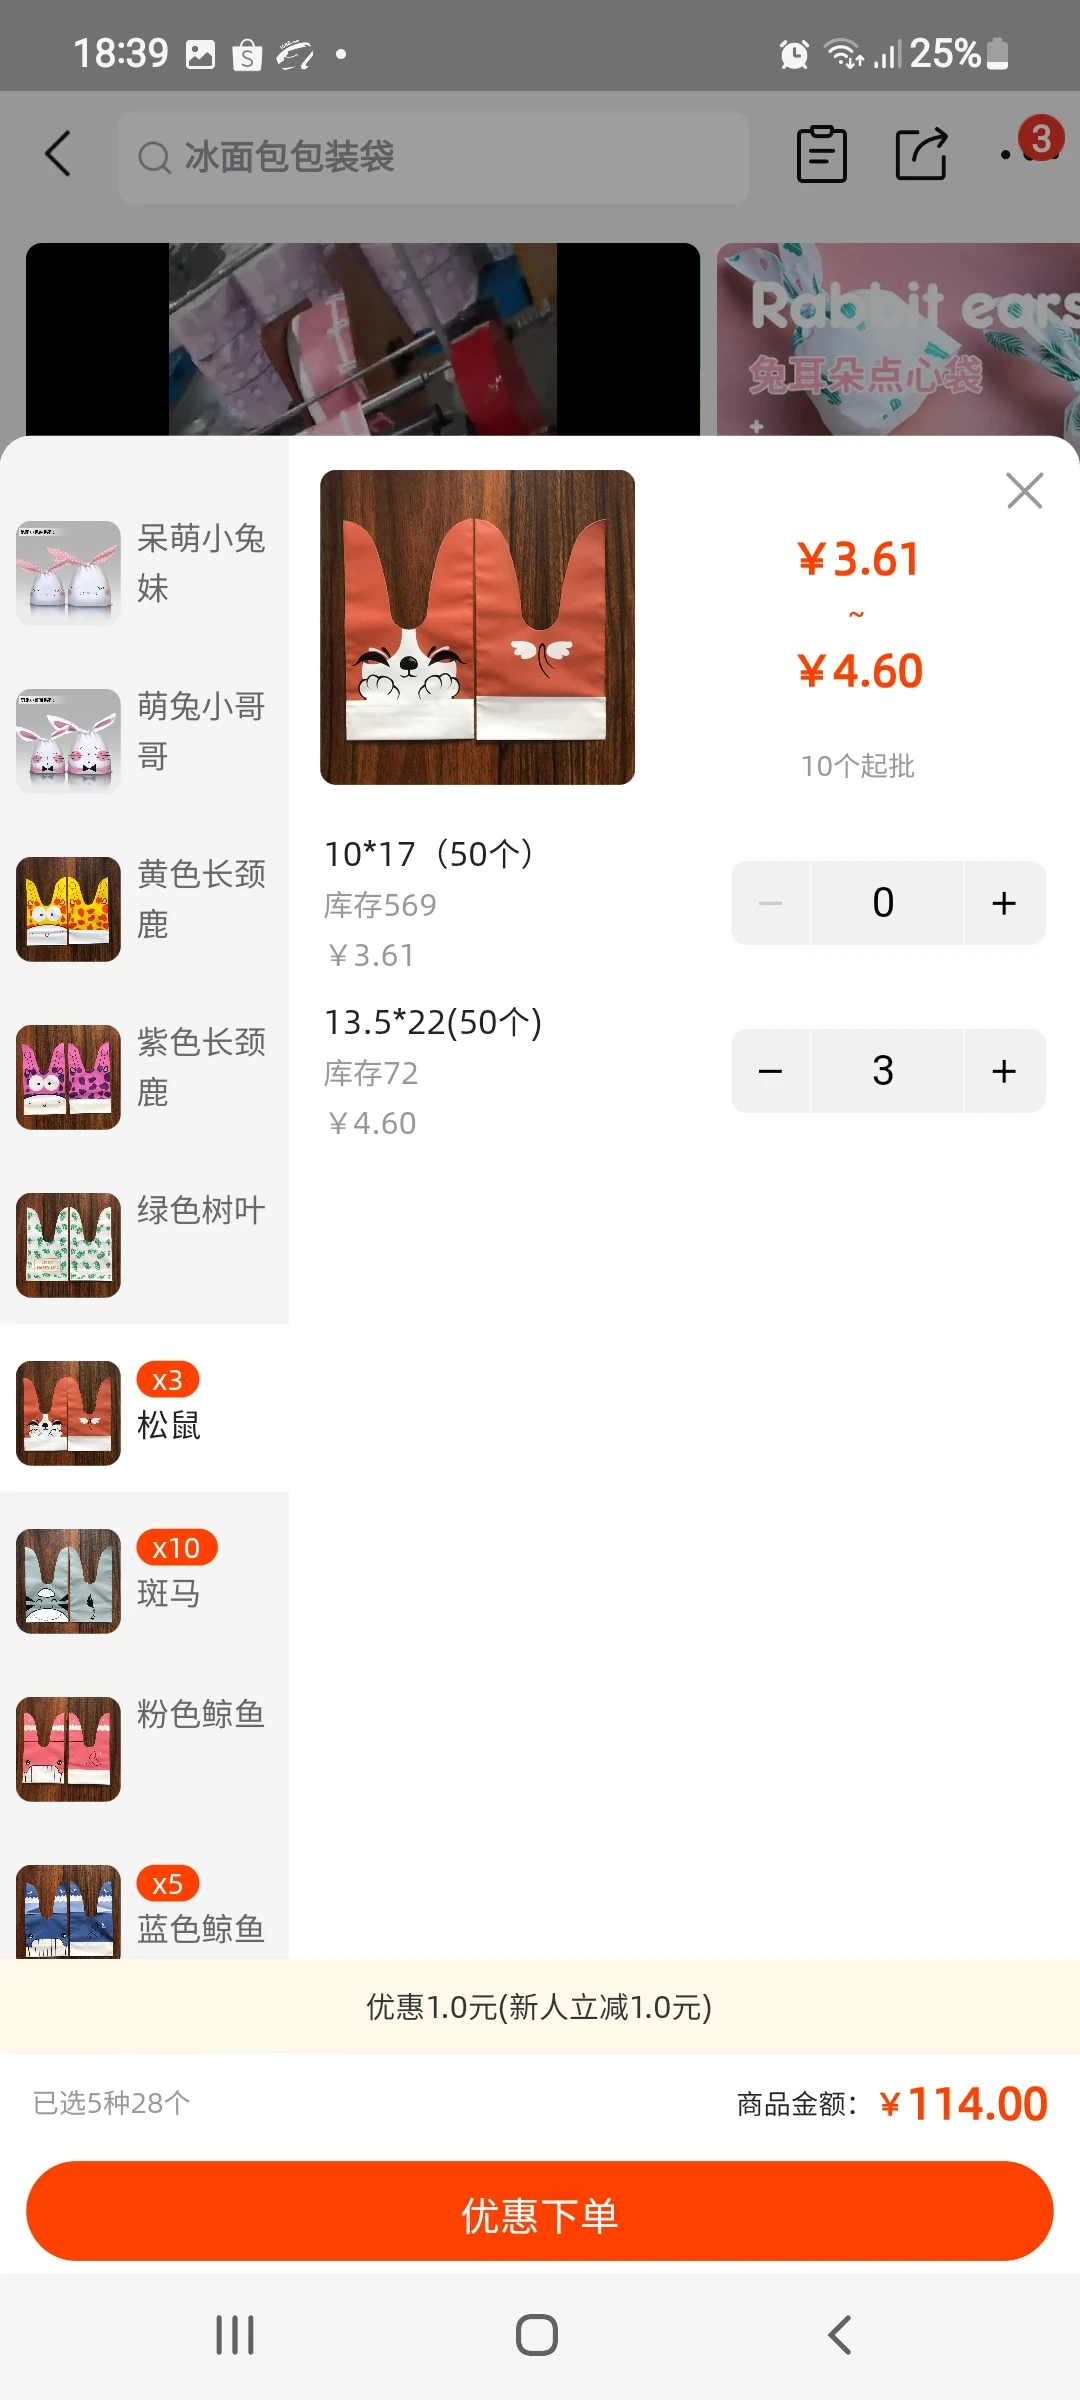 18:39
25%
冰面包包装袋
3
Rabbit ears
兔耳朵点心袋
呆萌小兔
妹
萌兔小哥
哥
黄色长颈
鹿
紫色长颈
鹿
绿色树叶
x3
松鼠
x10
斑马
粉色鲸鱼
x5
蓝色鲸鱼
¥3.61
~
¥4.60
10个起批
10*17（50个）
库存569
¥3.61
0
13.5*22(50个)
库存72
¥4.60
3
优惠1.0元(新人立减1.0元)
已选5种28个
商品金额：¥114.00
优惠下单